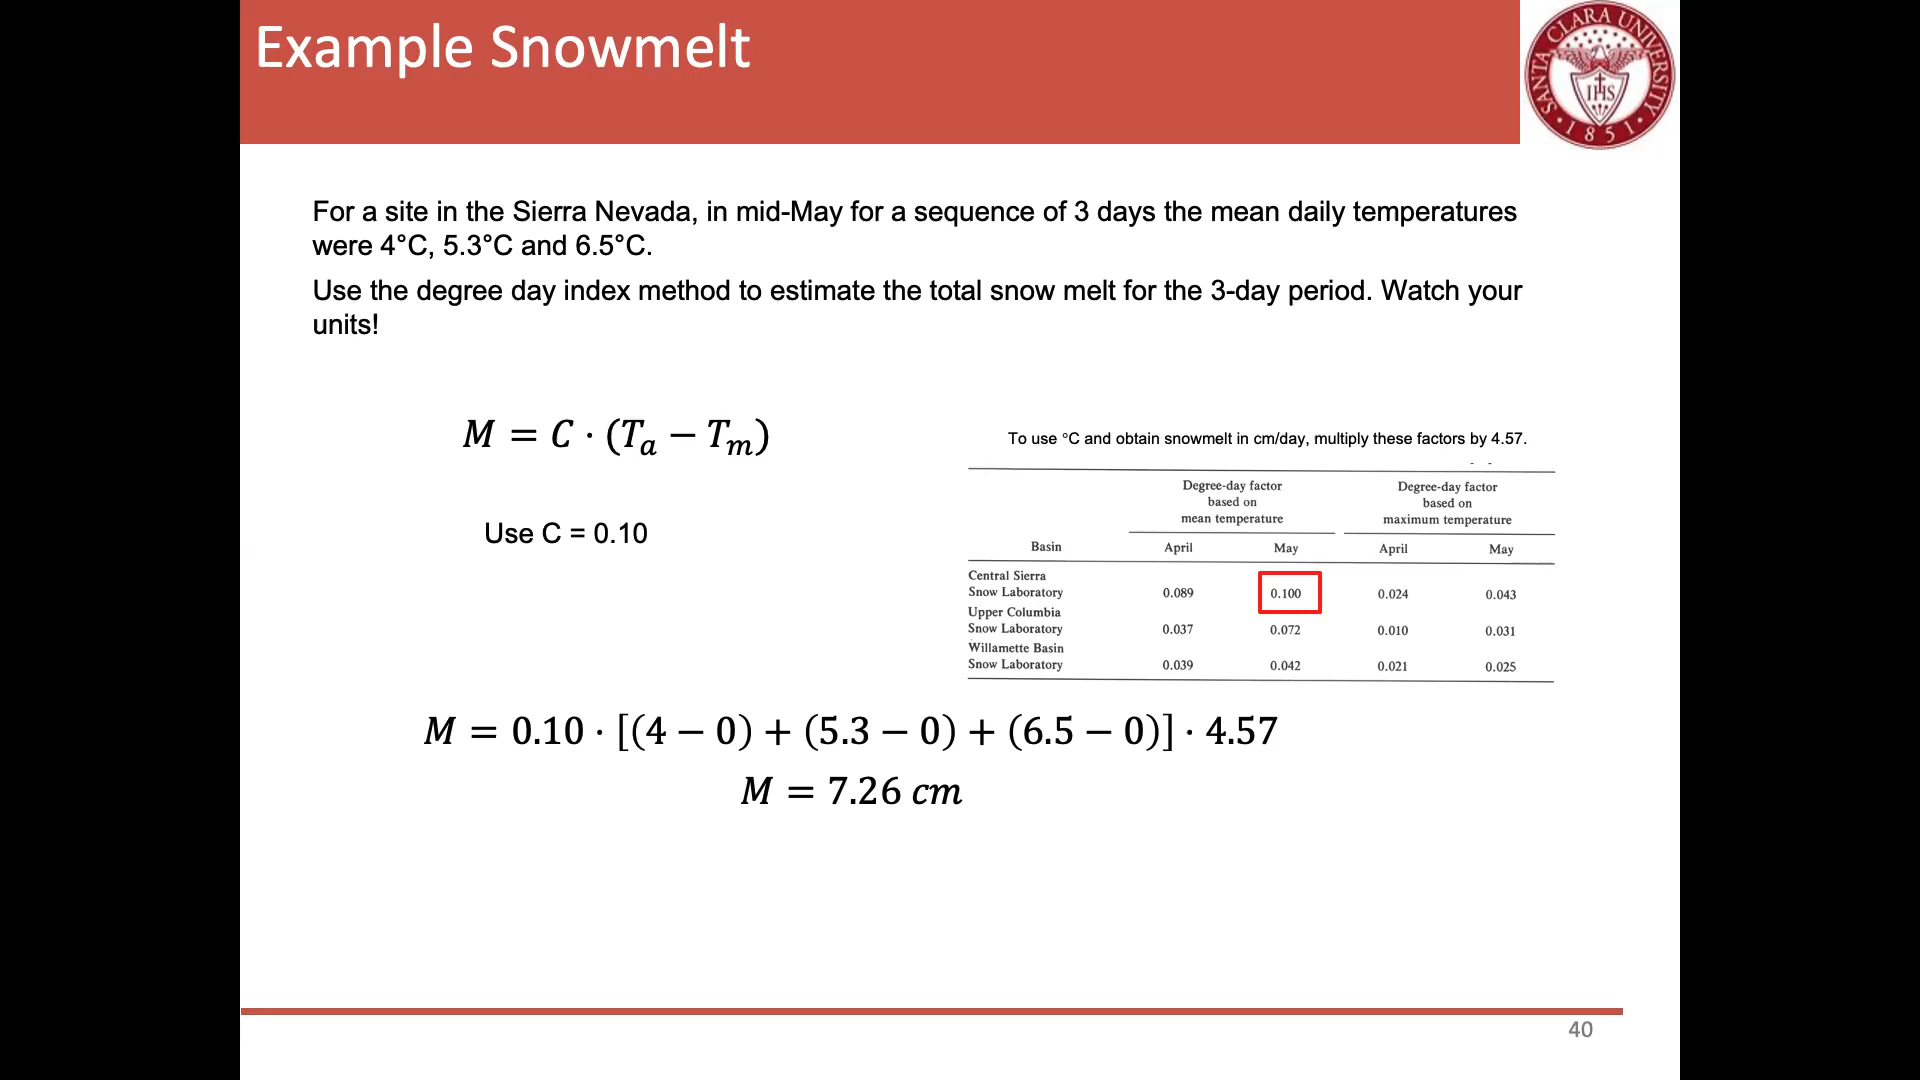 Example Snowmelt
SANTA CLARA UNIVERSITY
IHS
• 1851 •
For a site in the Sierra Nevada, in mid-May for a sequence of 3 days the mean daily temperatures
were 4°C, 5.3°C and 6.5°C.
Use the degree day index method to estimate the total snow melt for the 3-day period. Watch your
units!
M = C · (Tₐ − Tₘ)
To use °C and obtain snowmelt in cm/day, multiply these factors by 4.57.
Use C = 0.10
Degree-day factor Degree-day factor
based on based on
mean temperature maximum temperature
Basin April May April May
Central Sierra
Snow Laboratory 0.089 0.100 0.024 0.043
Upper Columbia
Snow Laboratory 0.037 0.072 0.010 0.031
Willamette Basin
Snow Laboratory 0.039 0.042 0.021 0.025
M = 0.10 · [(4 − 0) + (5.3 − 0) + (6.5 − 0)] · 4.57
M = 7.26 cm
40